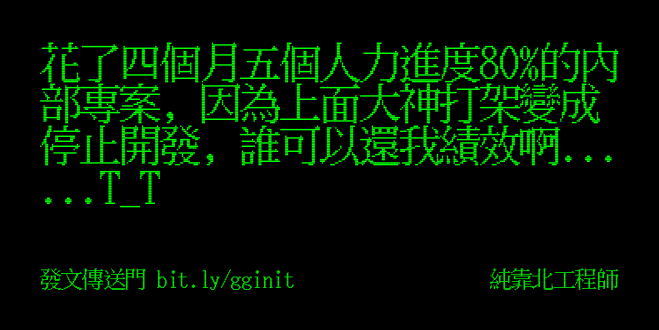 花了四個月五個人力進度80%的內
部專案, 因為上面大神打架變成
停止開發, 誰可以還我績效啊...
...T_T
發文傳送門 bit.ly/gginit
純靠北工程師